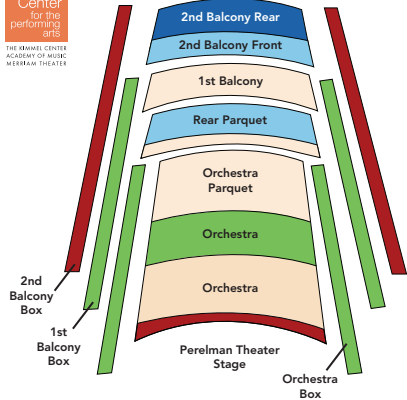 Center
for the
performing
arts
THE KIMMEL CENTER
ACADEMY OF MUSIC
MERRIAM THEATER
2nd Balcony Rear
2nd Balcony Front
1st Balcony
Rear Parquet
Orchestra
Parquet
Orchestra
Orchestra
2nd
Balcony
Box
1st
Balcony
Box
Perelman Theater
Stage
Orchestra
Box